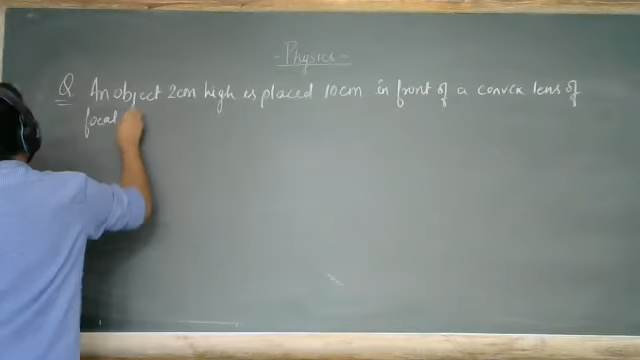 - Physics -
Q An object 2cm high is placed 10cm in front of a convex lens of
focal